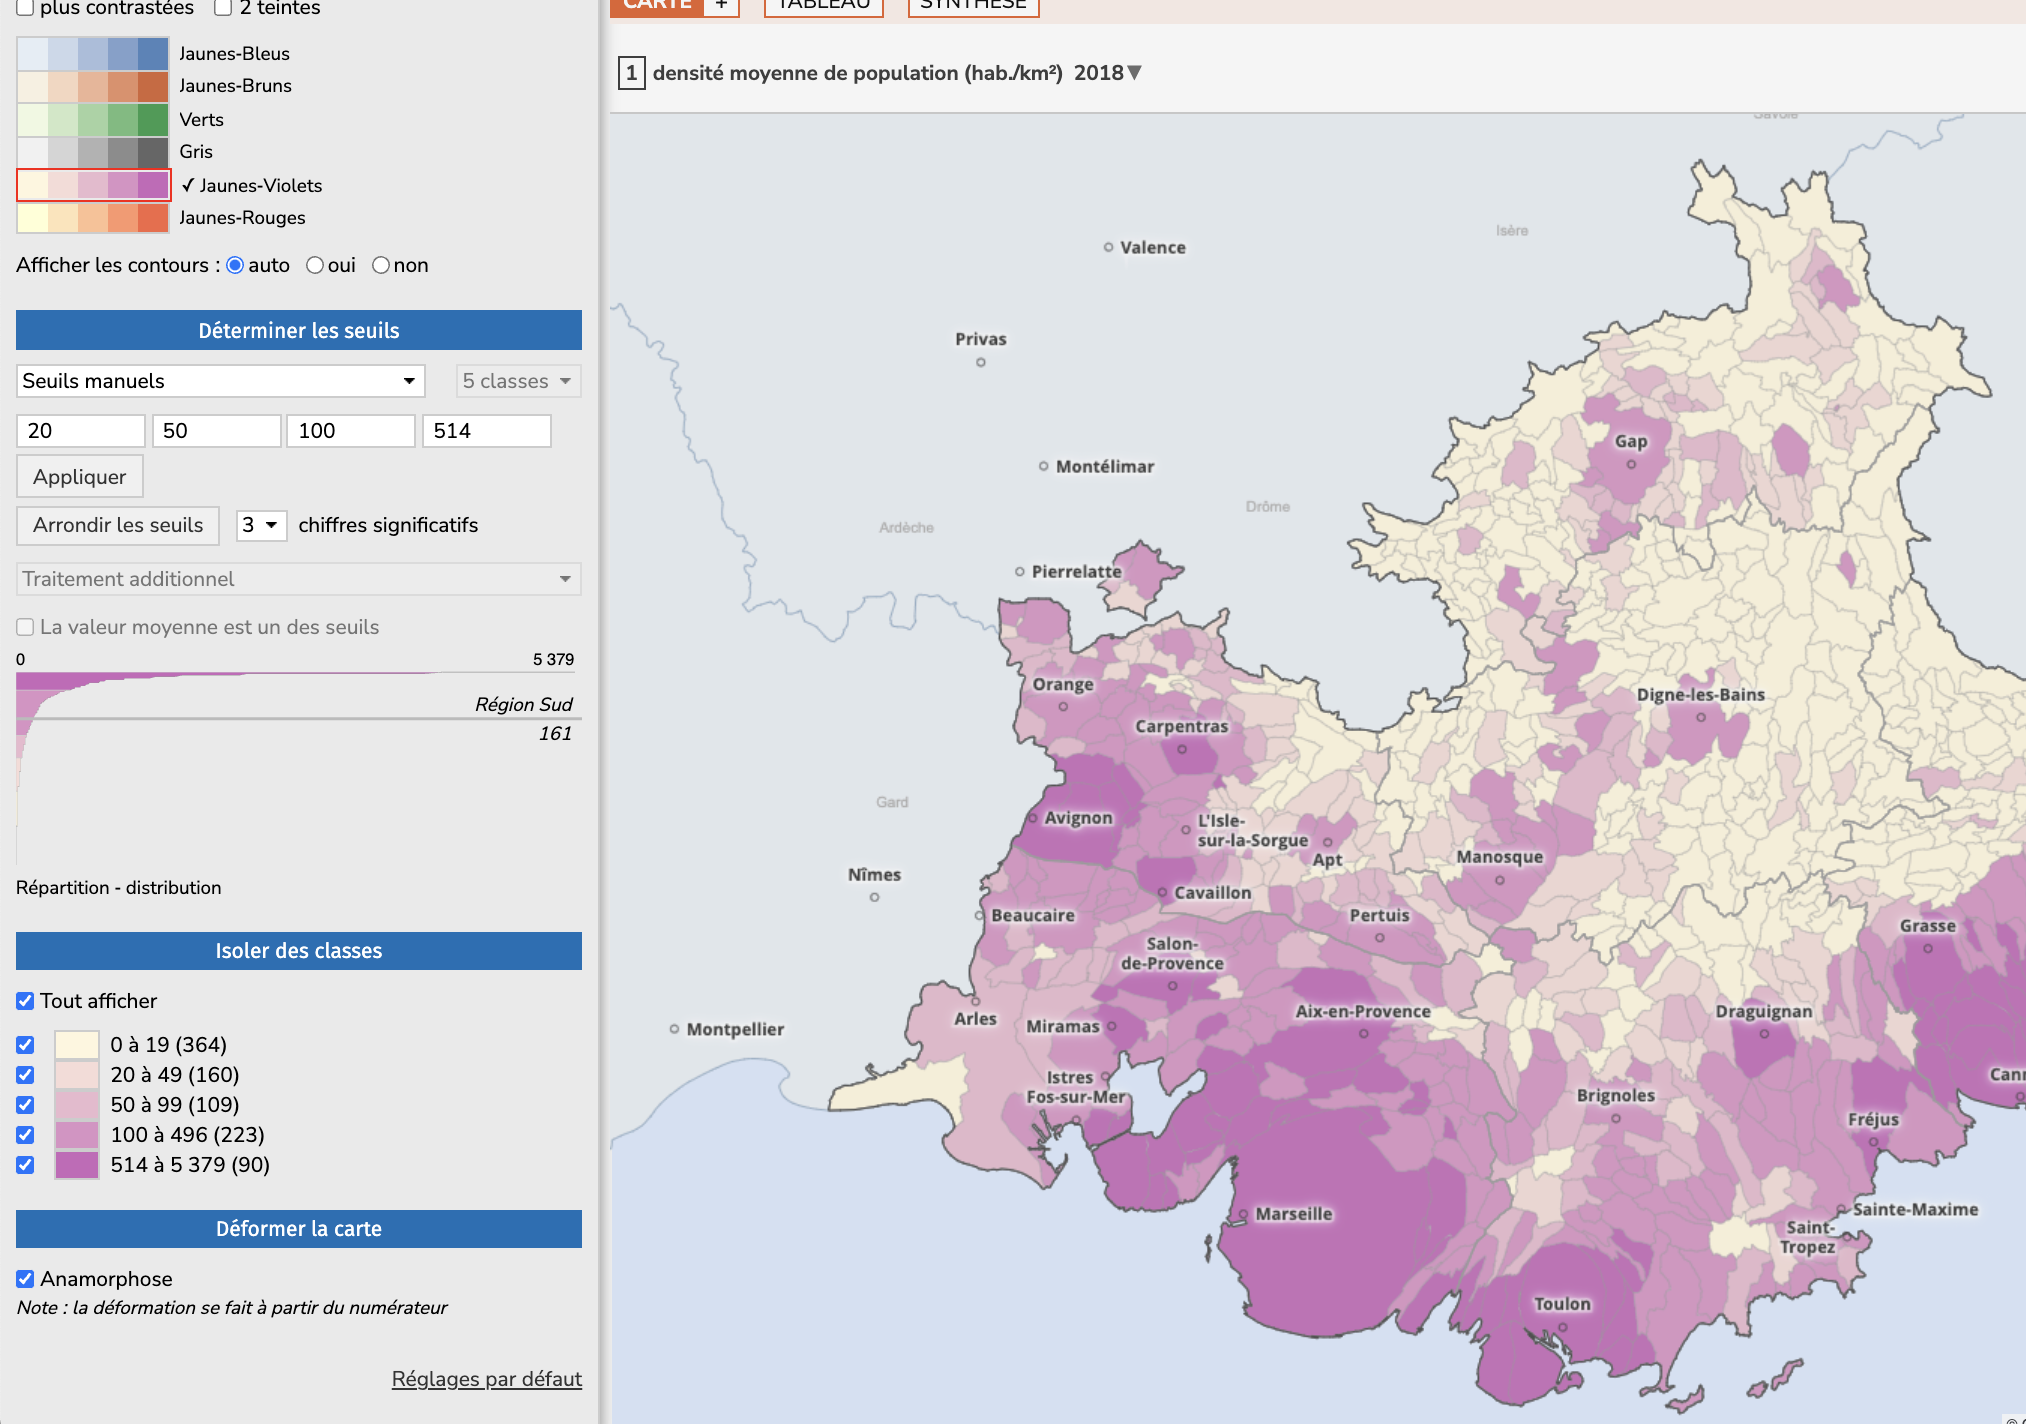 plus contrastées 2 teintes
Jaunes-Bleus
Jaunes-Bruns
Verts
Gris
✓ Jaunes-Violets
Jaunes-Rouges
Afficher les contours : auto oui non
Déterminer les seuils
Seuils manuels 5 classes
20 50 100 514
Appliquer
Arrondir les seuils 3 chiffres significatifs
Traitement additionnel
La valeur moyenne est un des seuils
0 5 379
Région Sud
161
Répartition - distribution
Isoler des classes
Tout afficher
0 à 19 (364)
20 à 49 (160)
50 à 99 (109)
100 à 496 (223)
514 à 5 379 (90)
Déformer la carte
Anamorphose
Note : la déformation se fait à partir du numérateur
Réglages par défaut
CARTE + TABLEAU SYNTHÈSE
1 densité moyenne de population (hab./km²) 2018▼
Savoie
Isère
Valence
Privas
Gap
Montélimar
Drôme
Ardèche
Pierrelatte
Orange
Digne-les-Bains
Carpentras
Gard
Avignon
L'Isle-
sur-la-Sorgue
Apt
Manosque
Nîmes
Cavaillon
Beaucaire
Pertuis
Grasse
Salon-
de-Provence
Aix-en-Provence
Draguignan
Arles
Miramas
Montpellier
Istres
Cann
Fos-sur-Mer
Brignoles
Fréjus
Marseille
Sainte-Maxime
Saint-
Tropez
Toulon